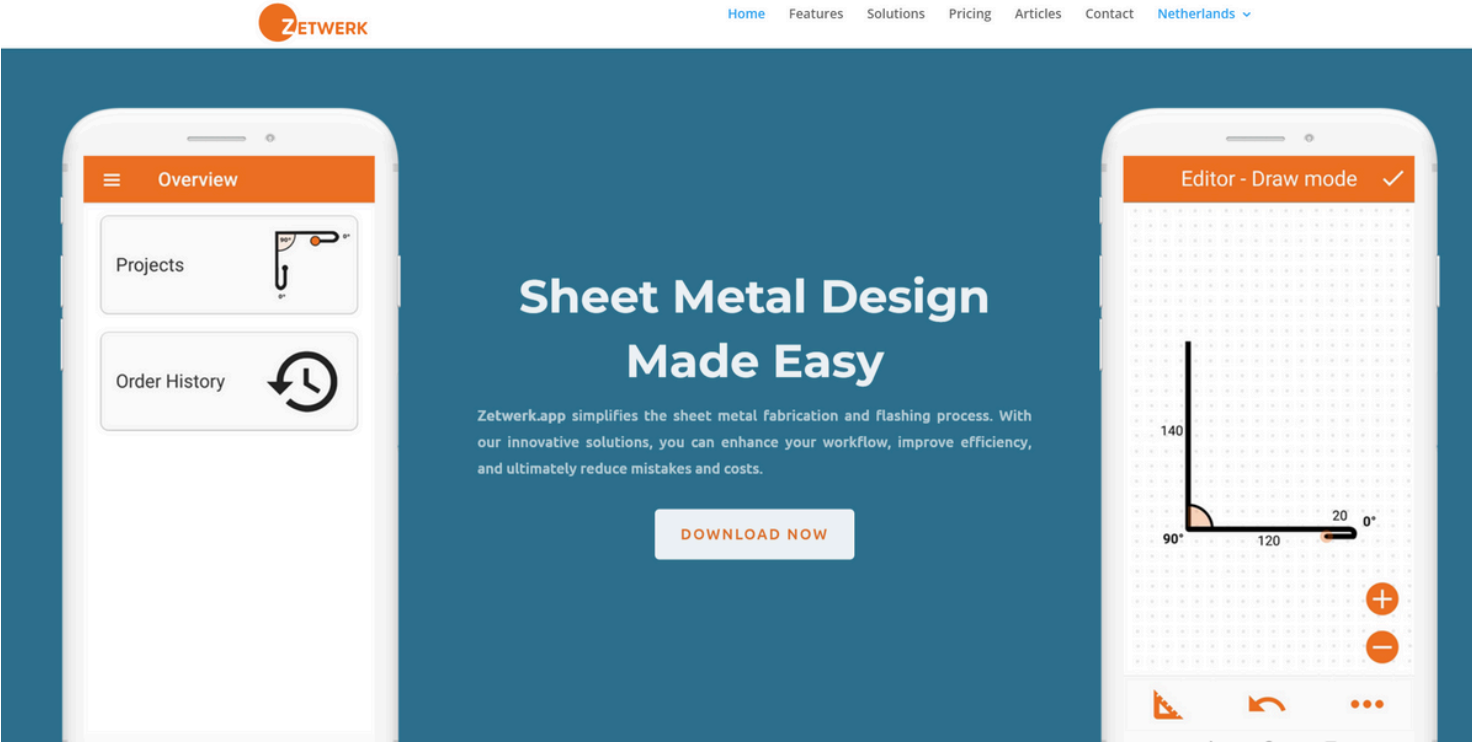 ZETWERK
Home Features Solutions Pricing Articles Contact Netherlands
Overview
Projects
90°
0°
0°
Order History
Sheet Metal Design
Made Easy
Zetwerk.app simplifies the sheet metal fabrication and flashing process. With
our innovative solutions, you can enhance your workflow, improve efficiency,
and ultimately reduce mistakes and costs.
DOWNLOAD NOW
Editor - Draw mode
140
90°
120
20
0°